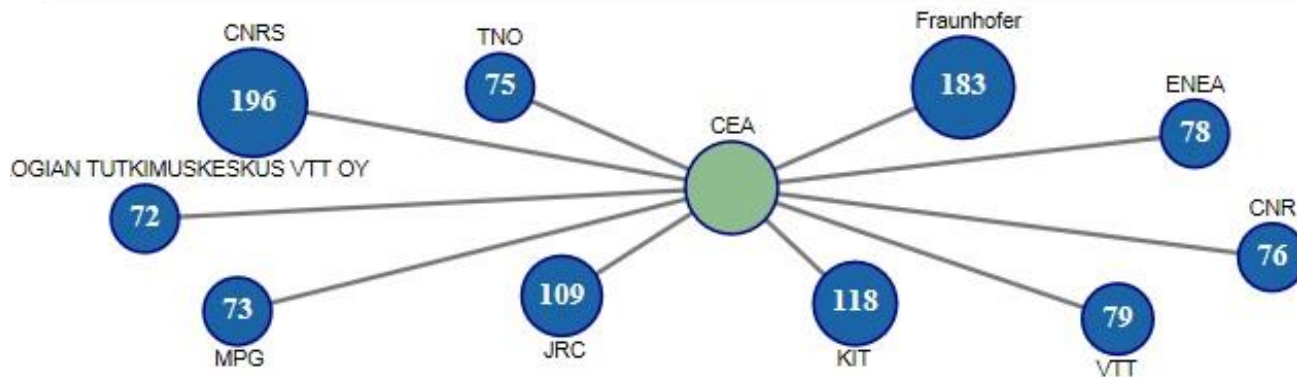 CNRS
196
TNO
75
Fraunhofer
183
ENEA
78
CEA
OGIAN TUTKIMUSKESKUS VTT OY
72
CNR
76
73
MPG
109
JRC
118
KIT
79
VTT